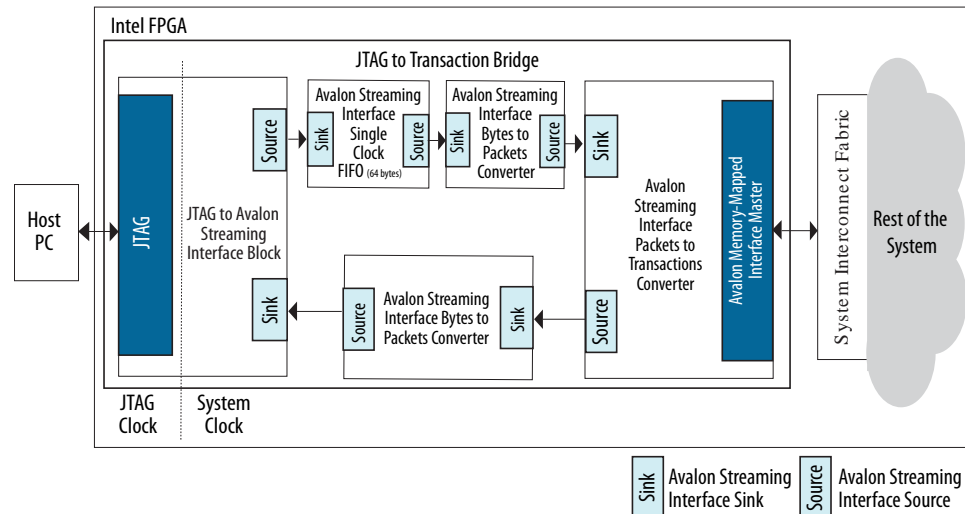 Intel FPGA
JTAG to Transaction Bridge
Host
PC
JTAG
JTAG to Avalon
Streaming
Interface Block
Source
Sink
Sink
Avalon Streaming
Interface
Single
Clock
FIFO (64 bytes)
Source
Sink
Avalon Streaming
Interface
Bytes to
Packets
Converter
Source
Source
Avalon Streaming
Interface Bytes to
Packets Converter
Sink
Sink
Source
Avalon
Streaming
Interface
Packets to
Transactions
Converter
Avalon Memory-Mapped
Interface Master
System Interconnect Fabric
Rest of the
System
JTAG
Clock
System
Clock
Sink
Avalon Streaming
Interface Sink
Source
Avalon Streaming
Interface Source